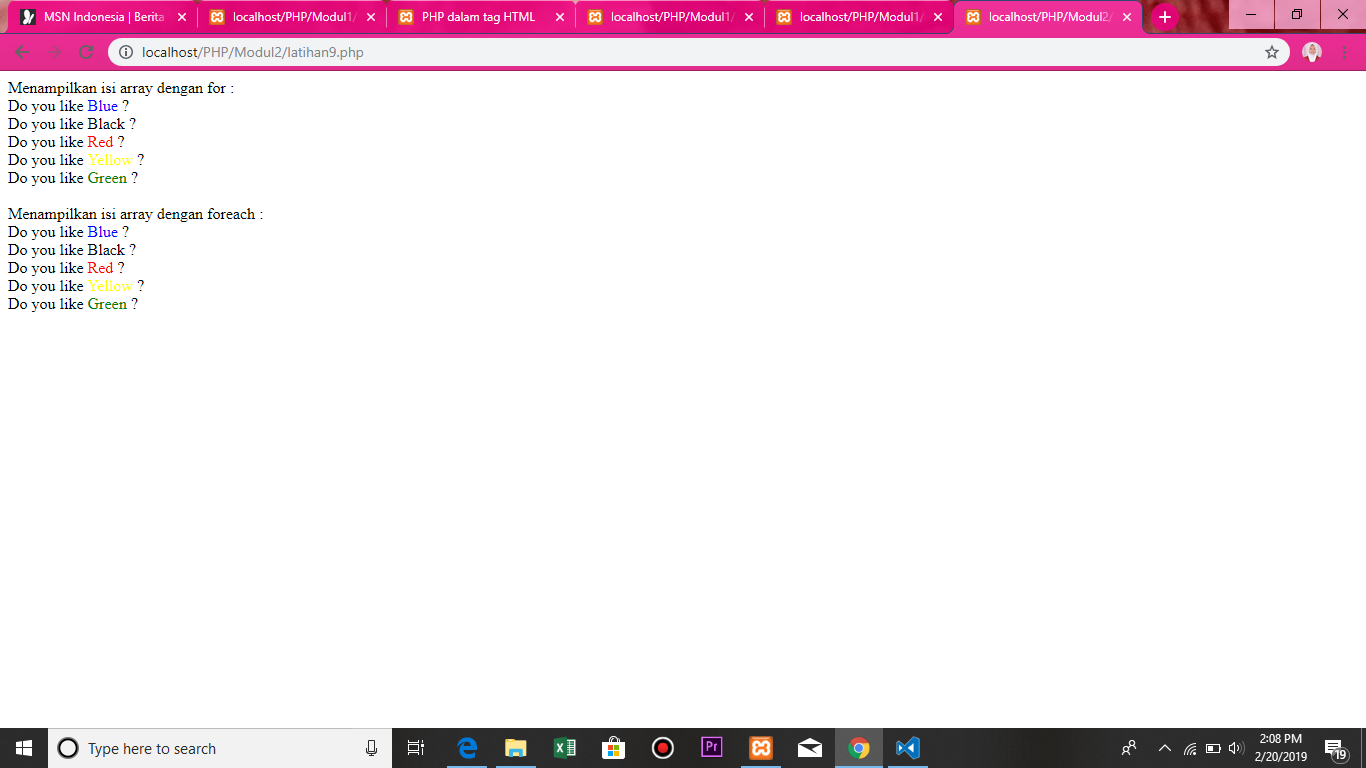 MSN Indonesia | Berita
localhost/PHP/Modul1/
PHP dalam tag HTML
localhost/PHP/Modul1/
localhost/PHP/Modul1/
localhost/PHP/Modul2/
localhost/PHP/Modul2/latihan9.php
Menampilkan isi array dengan for :
Do you like Blue ?
Do you like Black ?
Do you like Red ?
Do you like Yellow ?
Do you like Green ?
Menampilkan isi array dengan foreach :
Do you like Blue ?
Do you like Black ?
Do you like Red ?
Do you like Yellow ?
Do you like Green ?
Type here to search
Pr
2:08 PM
2/20/2019
19